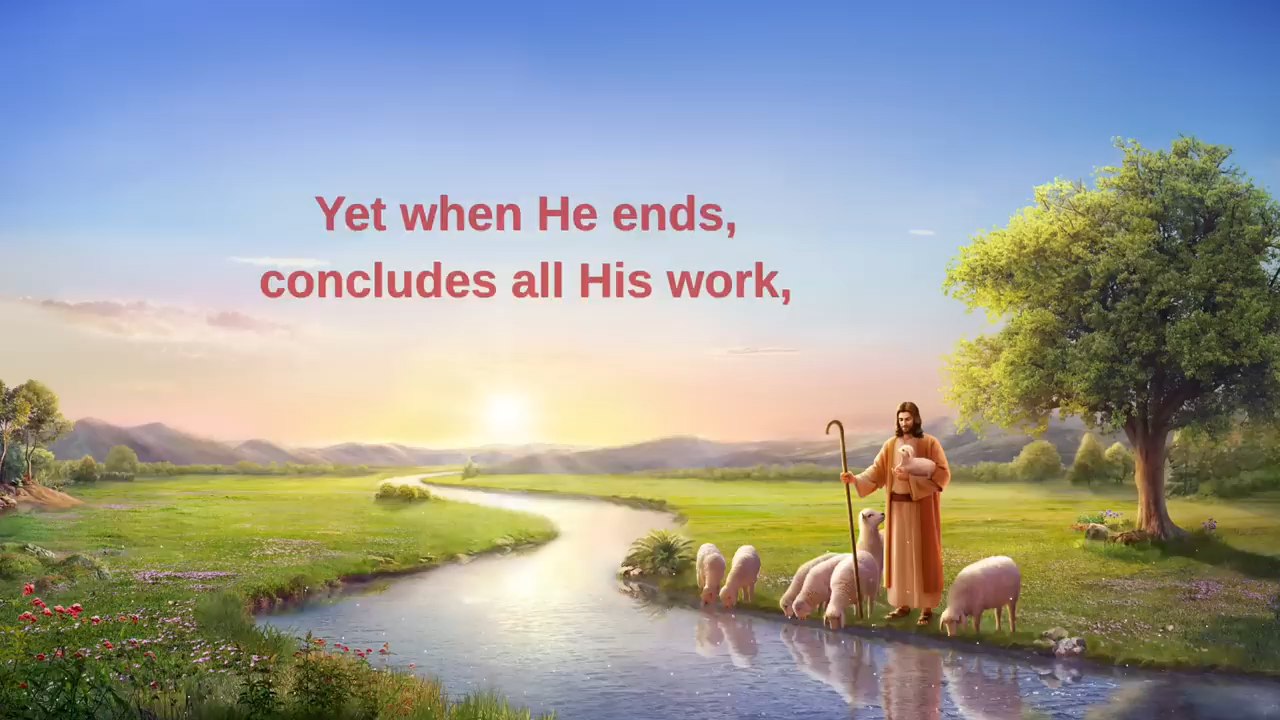 Yet when He ends,
concludes all His work,